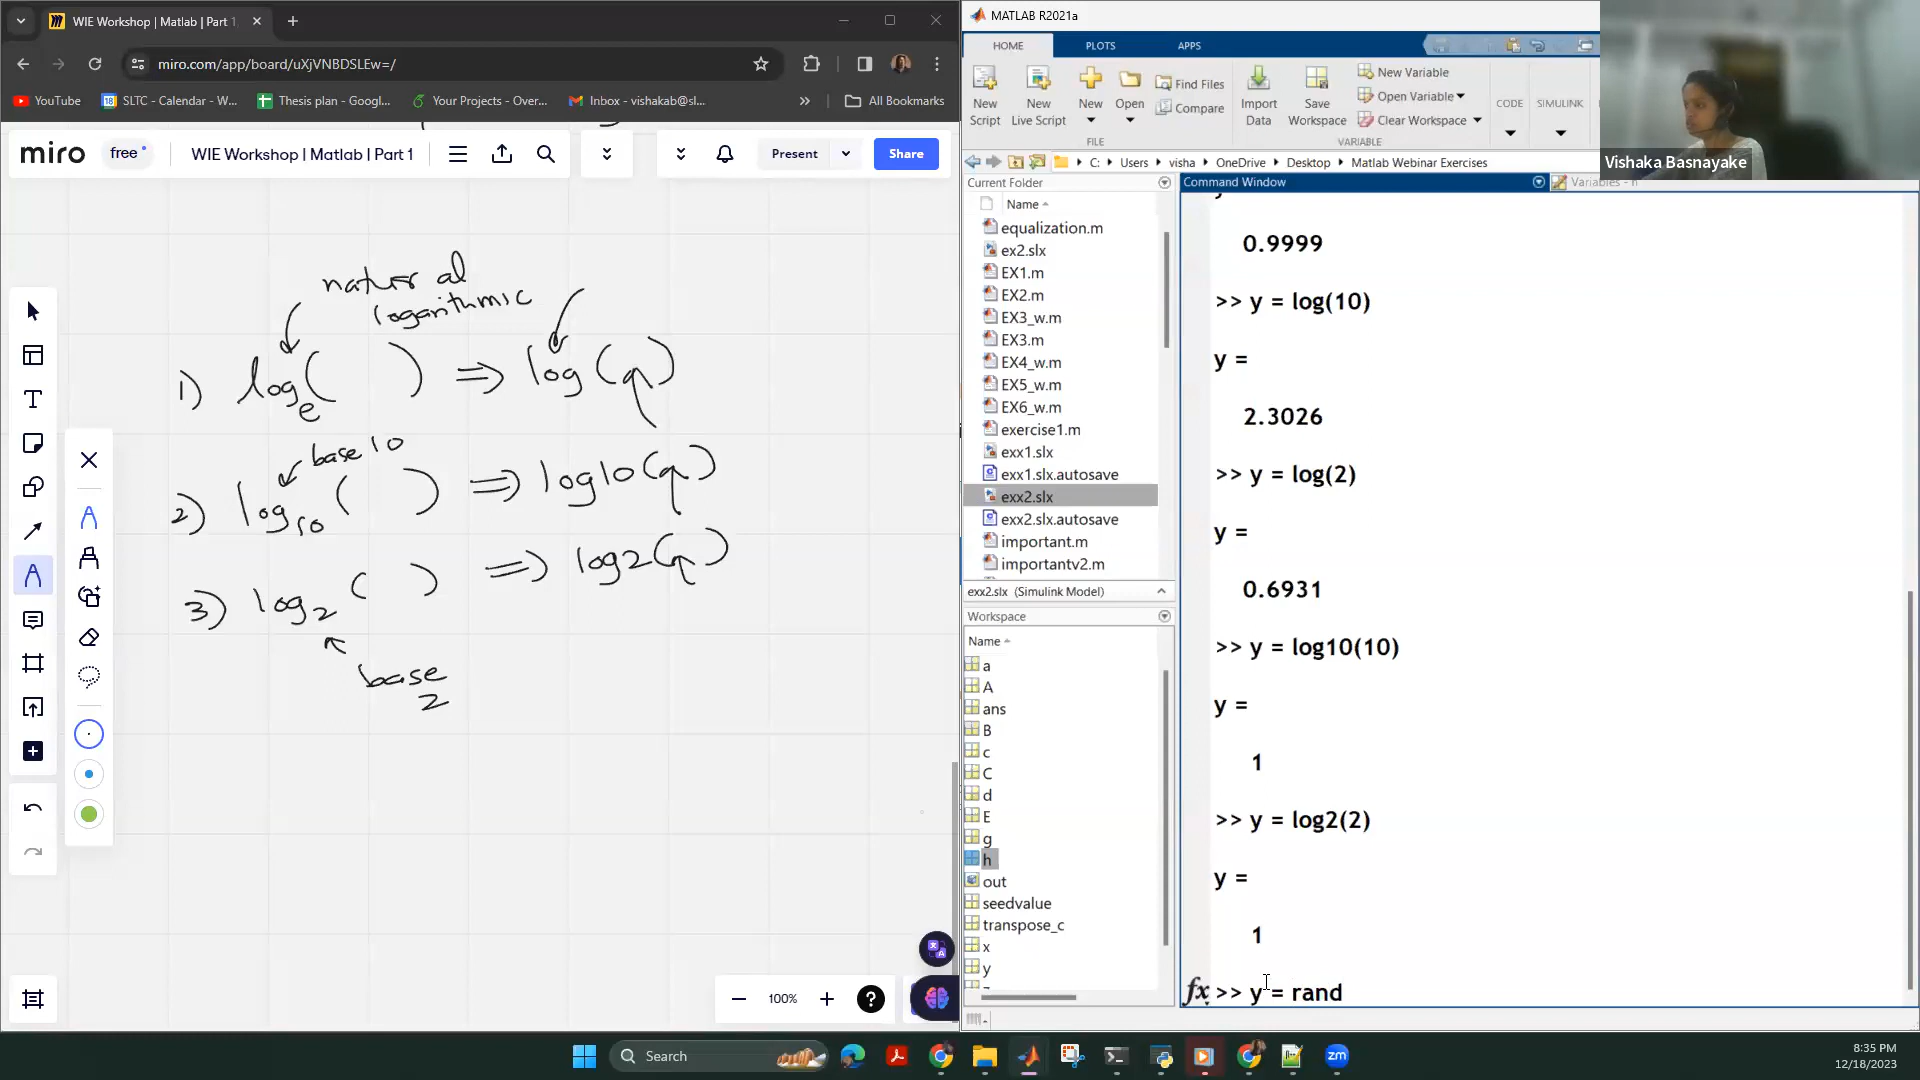 WIE Workshop | Matlab | Part 1
miro.com/app/board/uXjVNBDSLEw=/
YouTube
SLTC - Calendar - W...
Thesis plan - Googl...
Your Projects - Over...
Inbox - vishakab@sl...
All Bookmarks
miro
free
WIE Workshop | Matlab | Part 1
Present
Share
natural
logarithmic
1) log e ( ) ⇒ log (q)
base 10
2) log 10 ( ) ⇒ log10 (q)
3) log 2 ( ) ⇒ log2 (q)
base
2
100%
MATLAB R2021a
HOME
PLOTS
APPS
New Script
New Live Script
New
Open
Find Files
Compare
FILE
Import Data
Save Workspace
New Variable
Open Variable
Clear Workspace
VARIABLE
CODE
SIMULINK
Vishaka Basnayake
C: Users visha OneDrive Desktop Matlab Webinar Exercises
Current Folder
Name
equalization.m
ex2.slx
EX1.m
EX2.m
EX3_w.m
EX3.m
EX4_w.m
EX5_w.m
EX6_w.m
exercise1.m
exx1.slx
exx1.slx.autosave
exx2.slx
exx2.slx.autosave
important.m
importantv2.m
exx2.slx (Simulink Model)
Workspace
Name
a
A
ans
B
c
C
d
E
g
h
out
seedvalue
transpose_c
x
y
Command Window
Variables - h
0.9999
>> y = log(10)
y =
2.3026
>> y = log(2)
y =
0.6931
>> y = log10(10)
y =
1
>> y = log2(2)
y =
1
fx >> y = rand
Search
zm
8:35 PM
12/18/2023